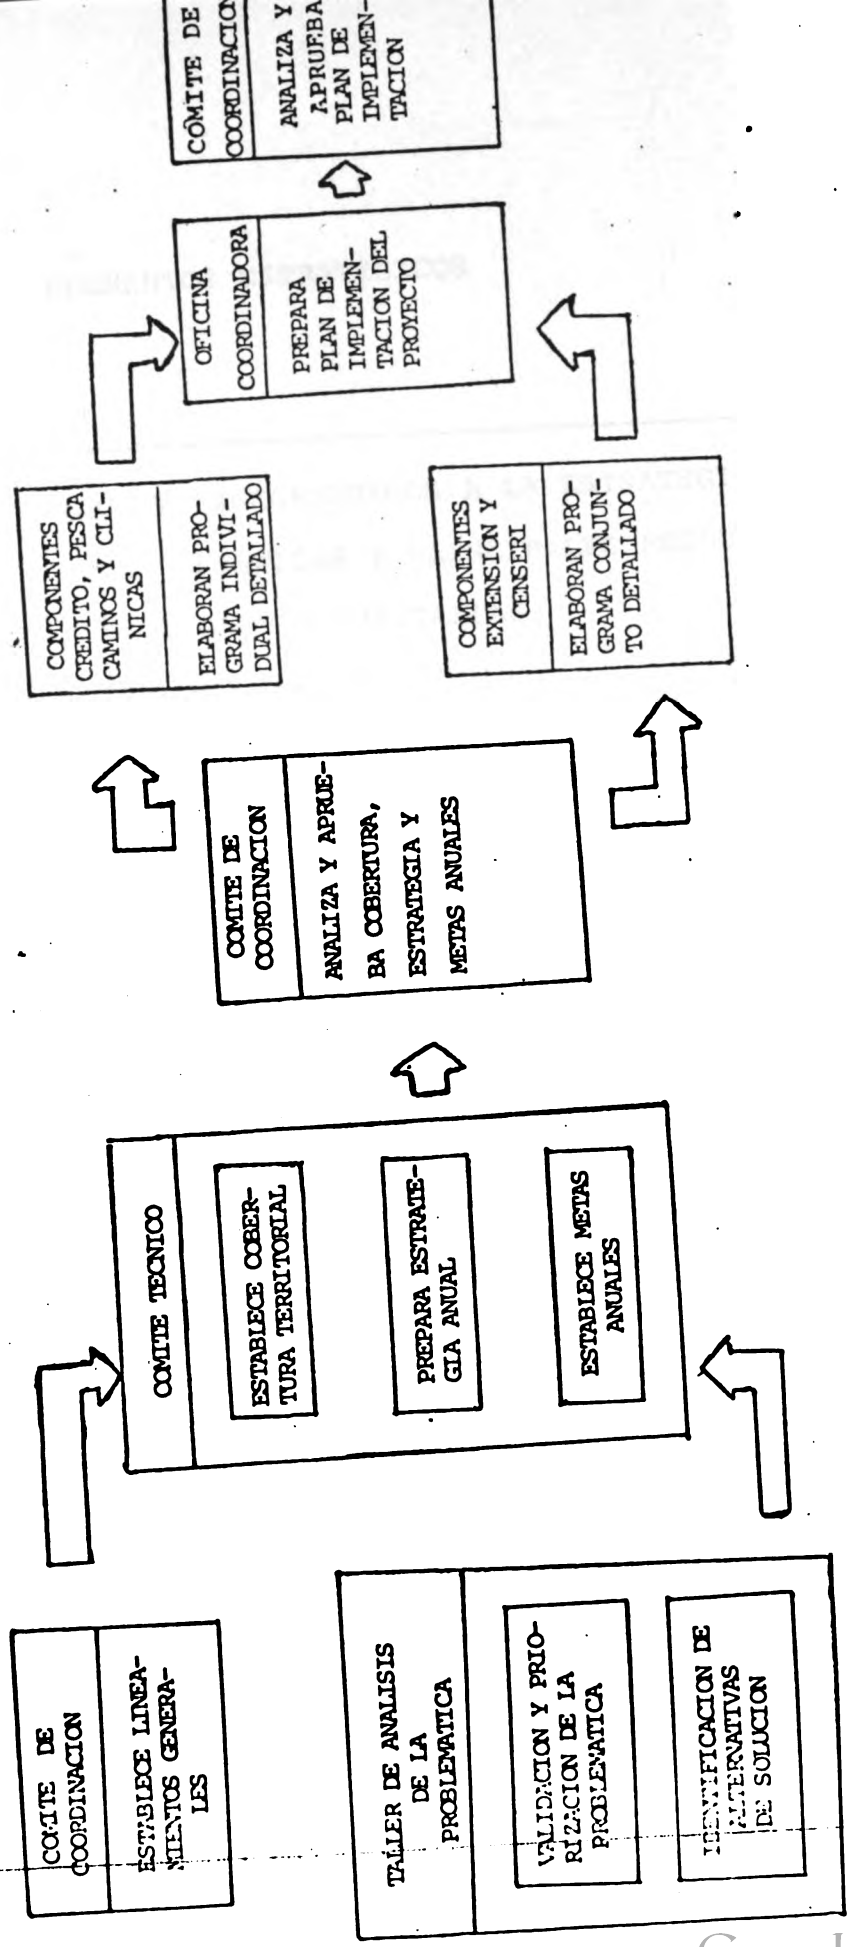 COMITE DE
COORDINACION
ESTABLECE LINEA-
MIENTOS GENERA-
LES
TALLER DE ANALISIS
DE LA
PROBLEMATICA
VALIDACION Y PRIO-
RIZACION DE LA
PROBLEMATICA
IDENTIFICACION DE
ALTERNATIVAS
DE SOLUCION
COMITE TECNICO
ESTABLECE COBER-
TURA TERRITORIAL
PREPARA ESTRATE-
GIA ANUAL
ESTABLECE METAS
ANUALES
COMITE DE
COORDINACION
ANALIZA Y APRUE-
BA COBERTURA,
ESTRATEGIA Y
METAS ANUALES
COMPONENTES
CREDITO, PESCA
CAMINOS Y CLI-
NICAS
ELABORAN PRO-
GRAMA INDIVI-
DUAL DETALLADO
COMPONENTES
EXTENSION Y
CENSERI
ELABORAN PRO-
GRAMA CONJUN-
TO DETALLADO
OFICINA
COORDINADORA
PREPARA
PLAN DE
IMPLEMEN-
TACION DEL
PROYECTO
COMITE DE
COORDINACION
ANALIZA Y
APRUEBA
PLAN DE
IMPLEMEN-
TACION